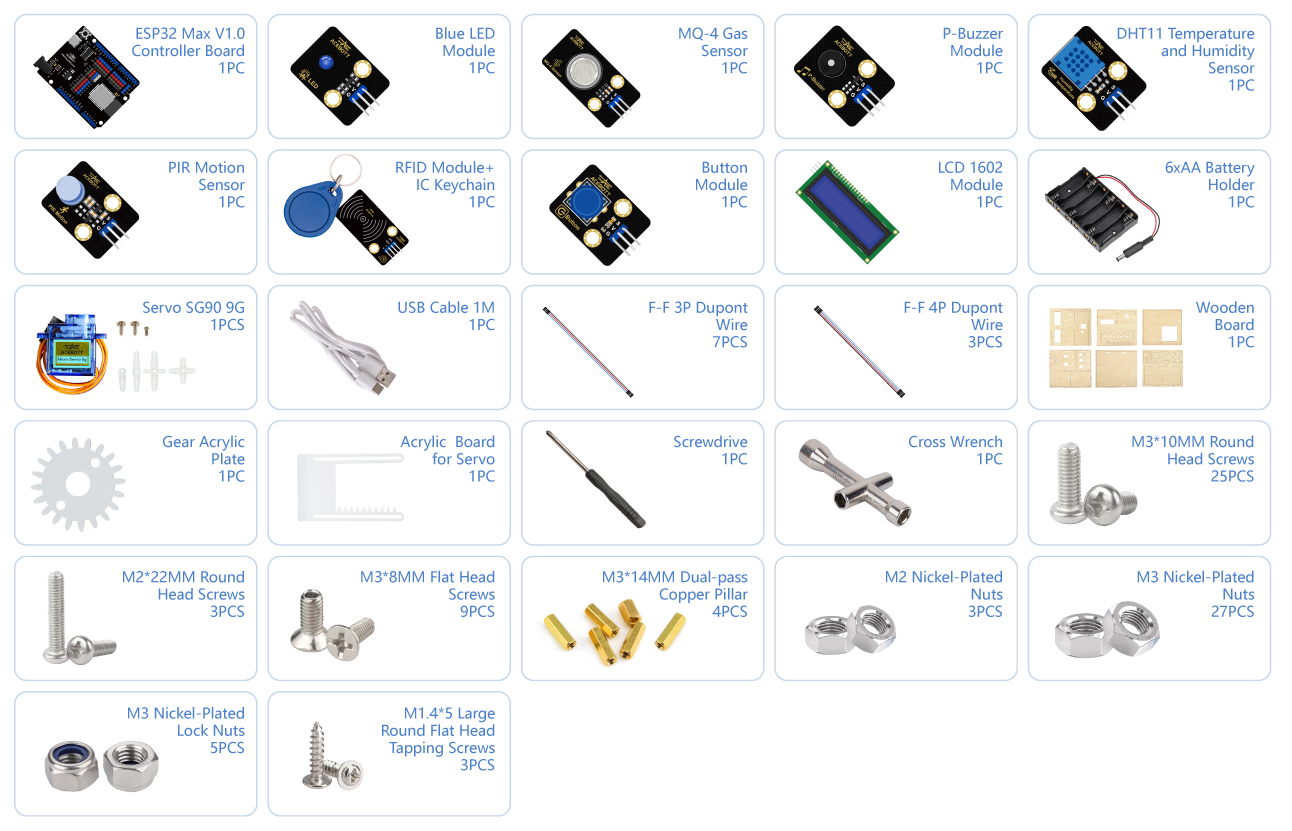 ESP32 Max V1.0
Controller Board
1PC
Blue LED
Module
1PC
MQ-4 Gas
Sensor
1PC
P-Buzzer
Module
1PC
DHT11 Temperature
and Humidity
Sensor
1PC
PIR Motion
Sensor
1PC
RFID Module+
IC Keychain
1PC
Button
Module
1PC
LCD 1602
Module
1PC
6xAA Battery
Holder
1PC
Servo SG90 9G
1PCS
USB Cable 1M
1PC
F-F 3P Dupont
Wire
7PCS
F-F 4P Dupont
Wire
3PCS
Wooden
Board
1PC
Gear Acrylic
Plate
1PC
Acrylic Board
for Servo
1PC
Screwdrive
1PC
Cross Wrench
1PC
M3*10MM Round
Head Screws
25PCS
M2*22MM Round
Head Screws
3PCS
M3*8MM Flat Head
Screws
9PCS
M3*14MM Dual-pass
Copper Pillar
4PCS
M2 Nickel-Plated
Nuts
3PCS
M3 Nickel-Plated
Nuts
27PCS
M3 Nickel-Plated
Lock Nuts
5PCS
M1.4*5 Large
Round Flat Head
Tapping Screws
3PCS